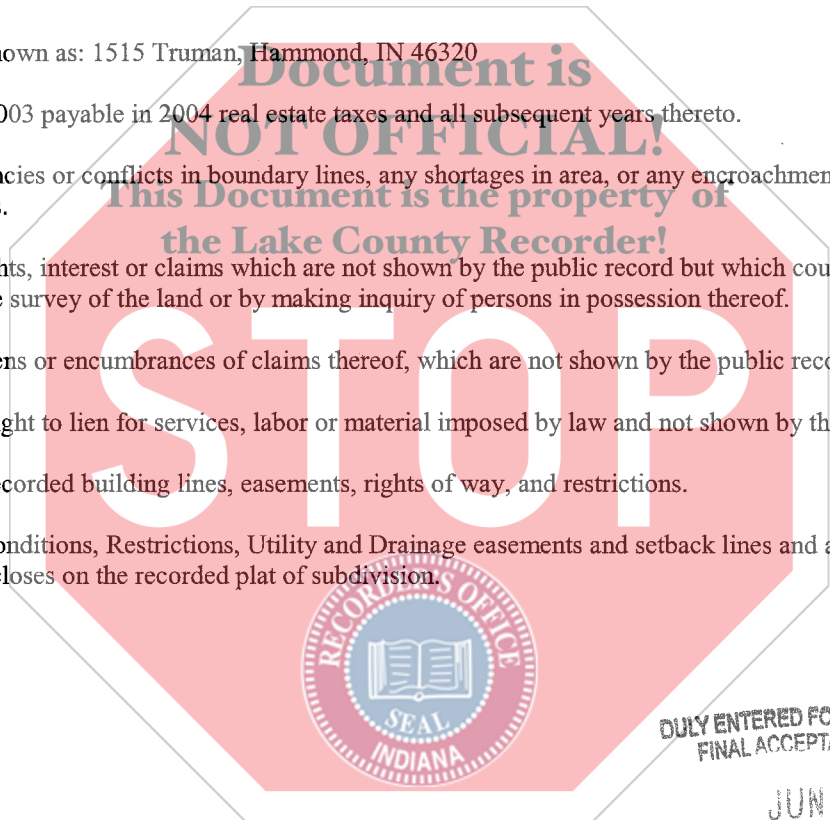 nown as: 1515 Truman, Hammond, IN 46320
Document is
003 payable in 2004 real estate taxes and all subsequent years thereto.
NOT OFFICIAL!
ncies or conflicts in boundary lines, any shortages in area, or any encroachmen
This Document is the property of
s.
the Lake County Recorder!
hts, interest or claims which are not shown by the public record but which cou
e survey of the land or by making inquiry of persons in possession thereof.
ens or encumbrances of claims thereof, which are not shown by the public reco
ght to lien for services, labor or material imposed by law and not shown by th
STOP
ecorded building lines, easements, rights of way, and restrictions.
onditions, Restrictions, Utility and Drainage easements and setback lines and a
closes on the recorded plat of subdivision.
RECORDER'S OFFICE
SEAL
INDIANA
DULY ENTERED FO
FINAL ACCEPTA
JUN